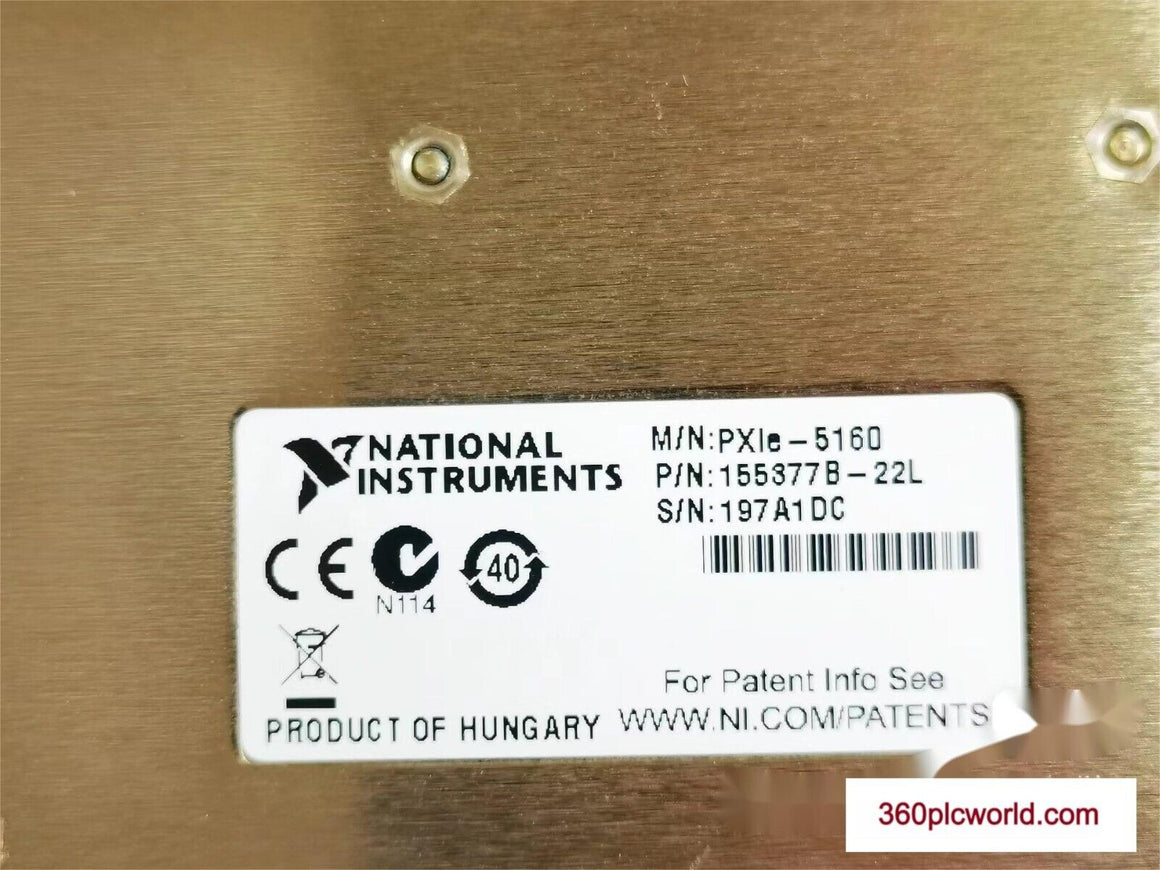 NATIONAL
INSTRUMENTS
M/N:PXIe-5160
P/N:155377B-22L
S/N:197A1DC
CE
N114
40
For Patent Info See
PRODUCT OF HUNGARY
WWW.NI.COM/PATENTS
360plcworld.com